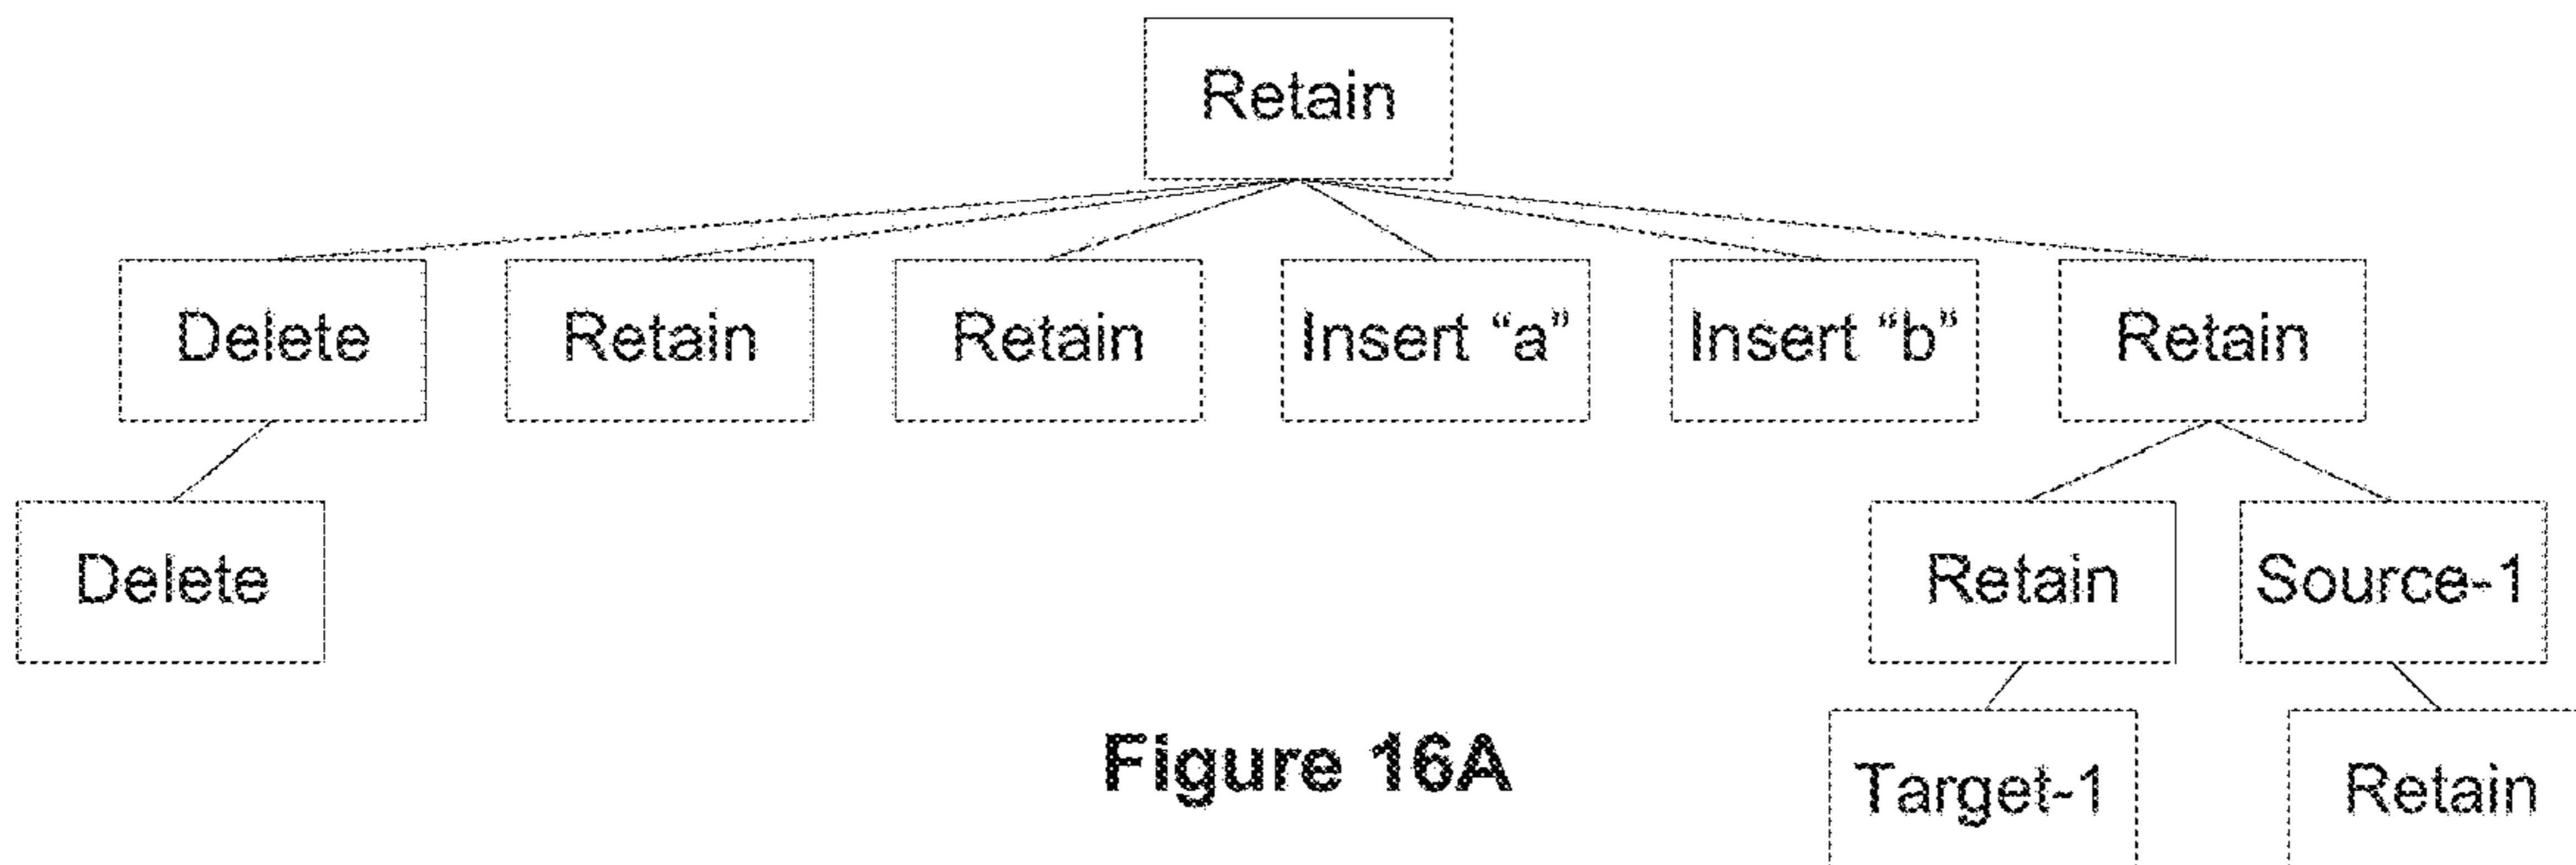 Retain
Delete
Retain
Retain
Insert “a”
Insert “b”
Retain
Delete
Retain
Source-1
Figure 16A
Target-1
Retain